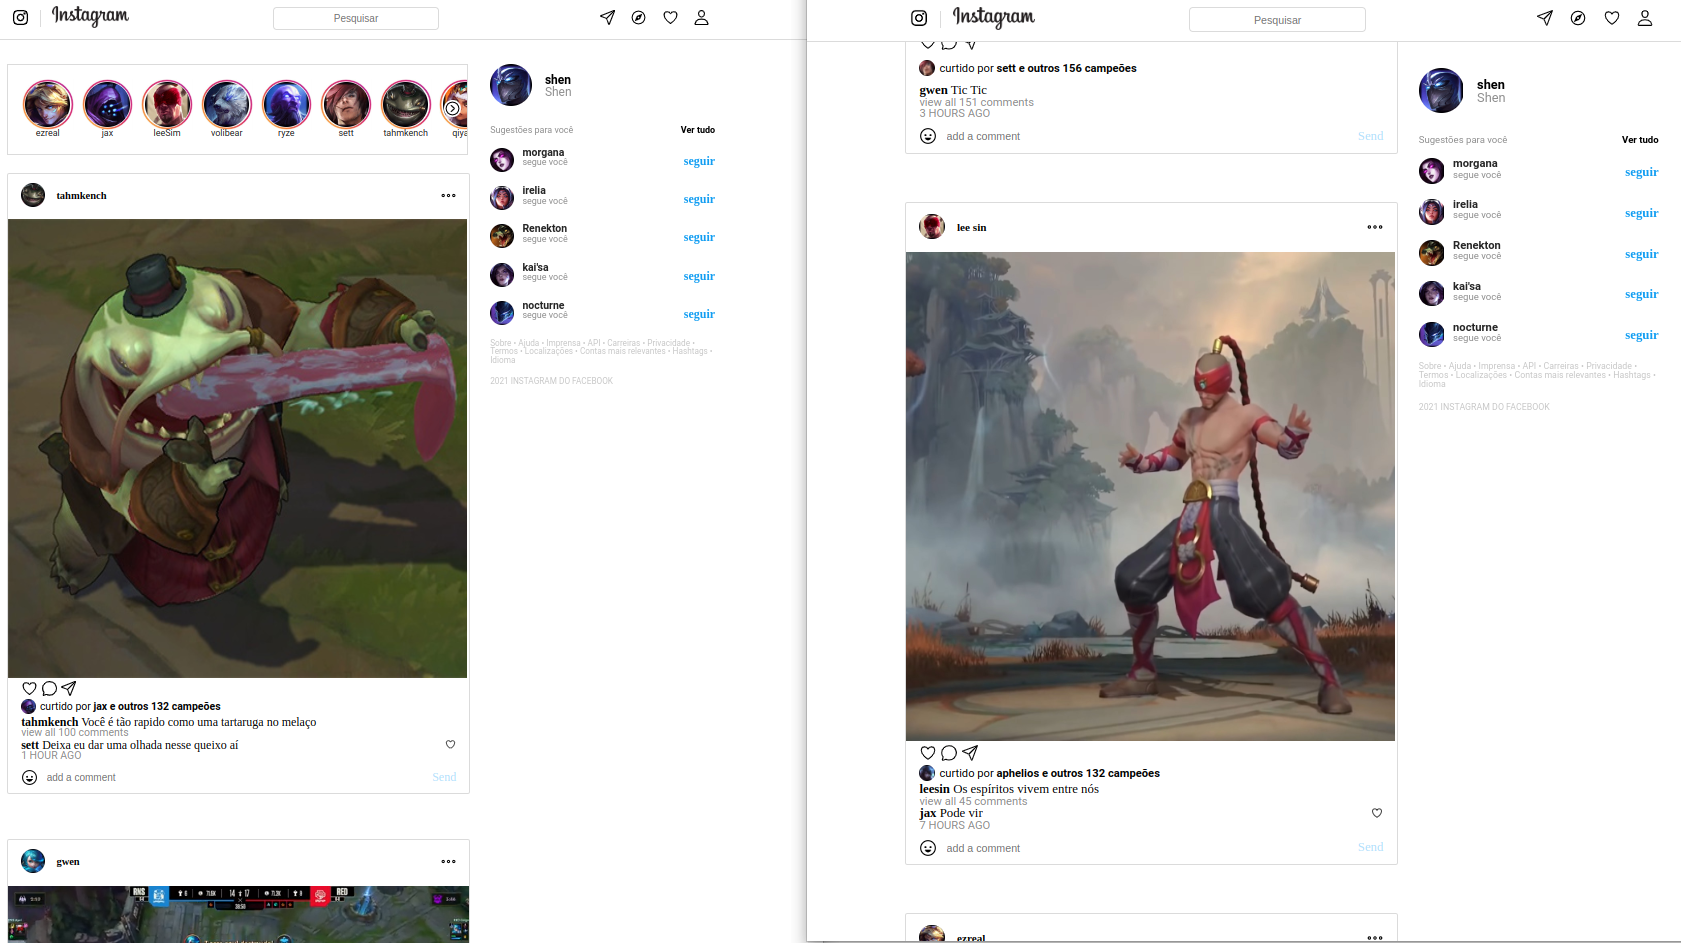 Instagram
Pesquisar
ezreal
jax
leeSim
volibear
ryze
sett
tahmkench
qiya
shen
Shen
Sugestões para você
Ver tudo
morgana
segue você
seguir
irelia
segue você
seguir
Renekton
segue você
seguir
kai'sa
segue você
seguir
nocturne
segue você
seguir
Sobre • Ajuda • Imprensa • API • Carreiras • Privacidade •
Termos • Localizações • Contas mais relevantes • Hashtags •
Idioma
2021 INSTAGRAM DO FACEBOOK
tahmkench
curtido por jax e outros 132 campeões
tahmkench Você é tão rapido como uma tartaruga no melaço
view all 100 comments
sett Deixa eu dar uma olhada nesse queixo aí
1 HOUR AGO
add a comment
Send
gwen
RNS
RED
Instagram
Pesquisar
curtido por sett e outros 156 campeões
gwen Tic Tic
view all 151 comments
3 HOURS AGO
add a comment
Send
shen
Shen
Sugestões para você
Ver tudo
morgana
segue você
seguir
irelia
segue você
seguir
Renekton
segue você
seguir
kai'sa
segue você
seguir
nocturne
segue você
seguir
Sobre • Ajuda • Imprensa • API • Carreiras • Privacidade •
Termos • Localizações • Contas mais relevantes • Hashtags •
Idioma
2021 INSTAGRAM DO FACEBOOK
lee sin
curtido por aphelios e outros 132 campeões
leesin Os espíritos vivem entre nós
view all 45 comments
jax Pode vir
7 HOURS AGO
add a comment
Send
ezreal